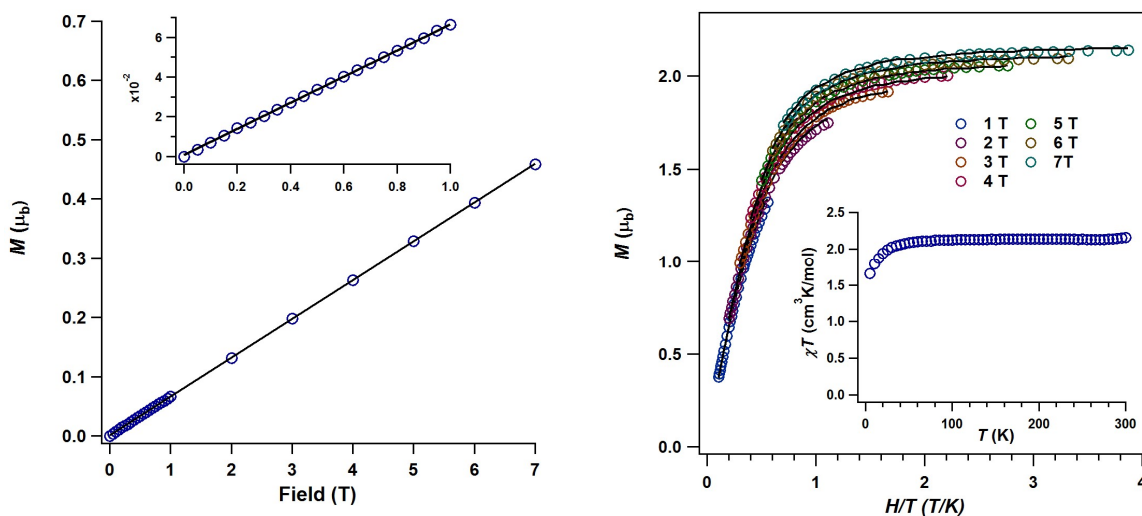 0.7
0.6
0.5
0.4
0.3
0.2
0.1
0.0
M (μb)
0 1 2 3 4 5 6 7
Field (T)
6
4
2
0
x10⁻²
0.0 0.2 0.4 0.6 0.8 1.0
2.0
1.5
1.0
0.5
0.0
M (μb)
0 1 2 3 4
H/T (T/K)
1 T 5 T
2 T 6 T
3 T 7T
4 T
2.5
2.0
1.5
1.0
0.5
0.0
χT (cm³K/mol)
0 100 200 300
T (K)